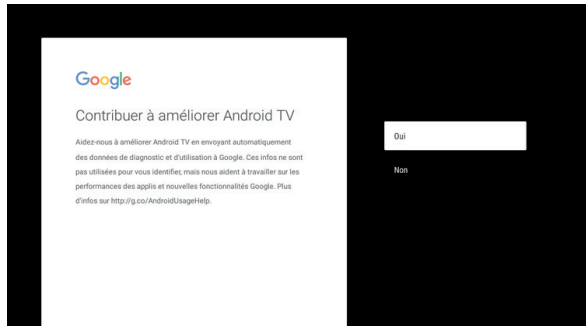 Google
Contribuer à améliorer Android TV
Aidez-nous à améliorer Android TV en envoyant automatiquement
des données de diagnostic et d'utilisation à Google. Ces infos ne sont
pas utilisées pour vous identifier, mais nous aident à travailler sur les
performances des applis et nouvelles fonctionnalités Google. Plus
d'infos sur http://g.co/AndroidUsageHelp.
Oui
Non